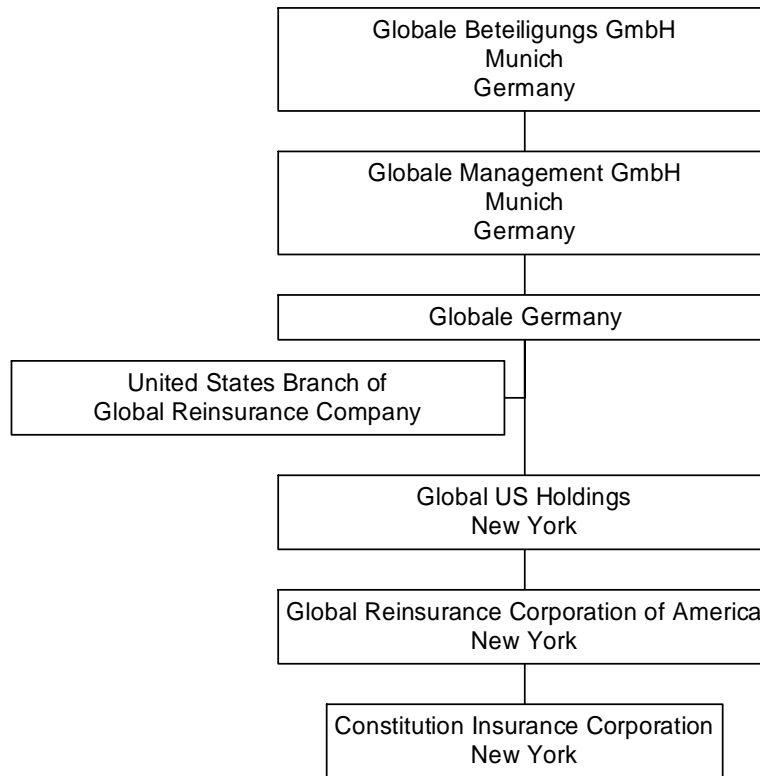 Globale Beteiligungs GmbH
Munich
Germany
Globale Management GmbH
Munich
Germany
Globale Germany
United States Branch of
Global Reinsurance Company
Global US Holdings
New York
Global Reinsurance Corporation of America
New York
Constitution Insurance Corporation
New York